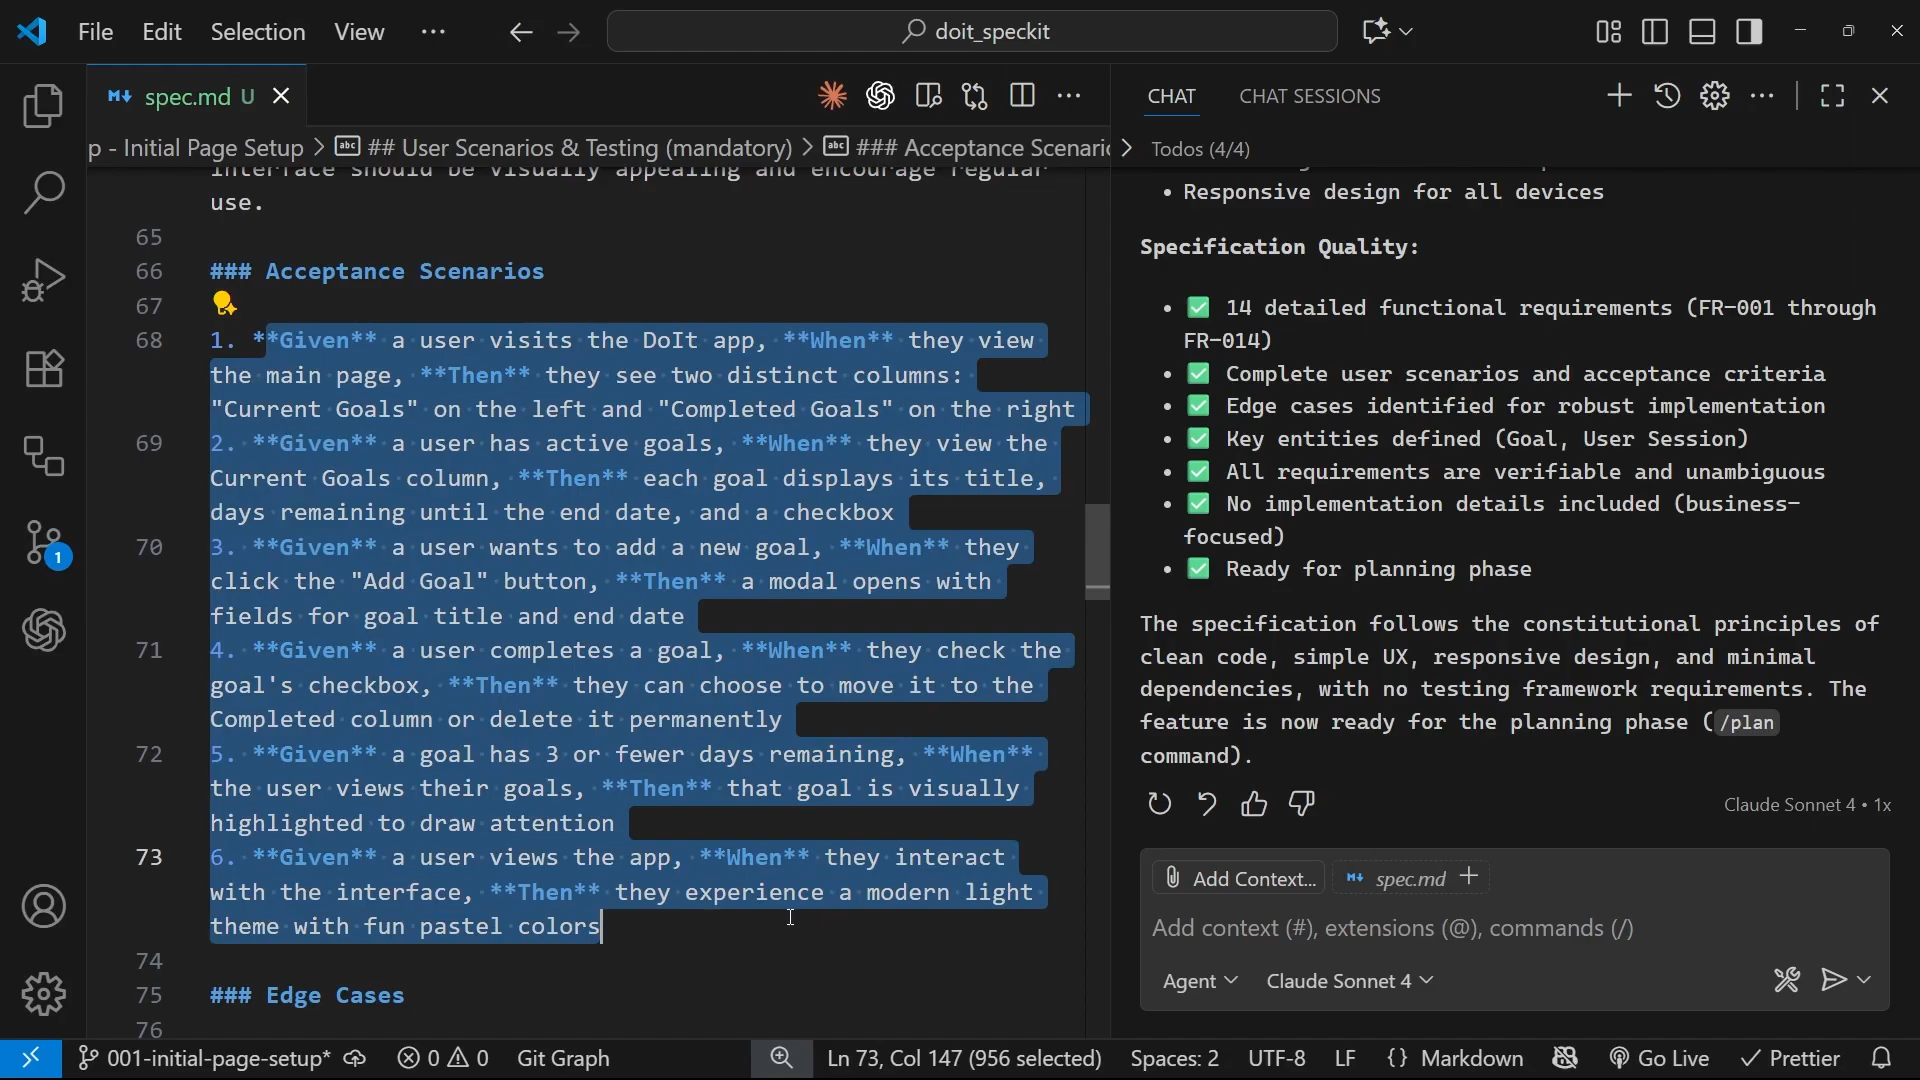 File Edit Selection View ···
doit_speckit
M↓ spec.md U
CHAT CHAT SESSIONS
p - Initial Page Setup > abc ## User Scenarios & Testing (mandatory) > abc ### Acceptance Scenaric
Todos (4/4)
interface should be visually appealing and encourage regular
use.
65
66 ### Acceptance Scenarios
67
68 1. **Given** a user visits the DoIt app, **When** they view
the main page, **Then** they see two distinct columns:
"Current Goals" on the left and "Completed Goals" on the right
69 2. **Given** a user has active goals, **When** they view the
Current Goals column, **Then** each goal displays its title,
days remaining until the end date, and a checkbox
70 3. **Given** a user wants to add a new goal, **When** they
click the "Add Goal" button, **Then** a modal opens with
fields for goal title and end date
71 4. **Given** a user completes a goal, **When** they check the
goal's checkbox, **Then** they can choose to move it to the
Completed column or delete it permanently
72 5. **Given** a goal has 3 or fewer days remaining, **When**
the user views their goals, **Then** that goal is visually
highlighted to draw attention
73 6. **Given** a user views the app, **When** they interact
with the interface, **Then** they experience a modern light
theme with fun pastel colors
74
75 ### Edge Cases
76
• Responsive design for all devices
Specification Quality:
• ✅ 14 detailed functional requirements (FR-001 through
FR-014)
• ✅ Complete user scenarios and acceptance criteria
• ✅ Edge cases identified for robust implementation
• ✅ Key entities defined (Goal, User Session)
• ✅ All requirements are verifiable and unambiguous
• ✅ No implementation details included (business-
focused)
• ✅ Ready for planning phase
The specification follows the constitutional principles of
clean code, simple UX, responsive design, and minimal
dependencies, with no testing framework requirements. The
feature is now ready for the planning phase (/plan
command).
Claude Sonnet 4 • 1x
Add Context... M↓ spec.md +
Add context (#), extensions (@), commands (/)
Agent Claude Sonnet 4
1
001-initial-page-setup* 0 0 Git Graph Ln 73, Col 147 (956 selected) Spaces: 2 UTF-8 LF {} Markdown Go Live Prettier